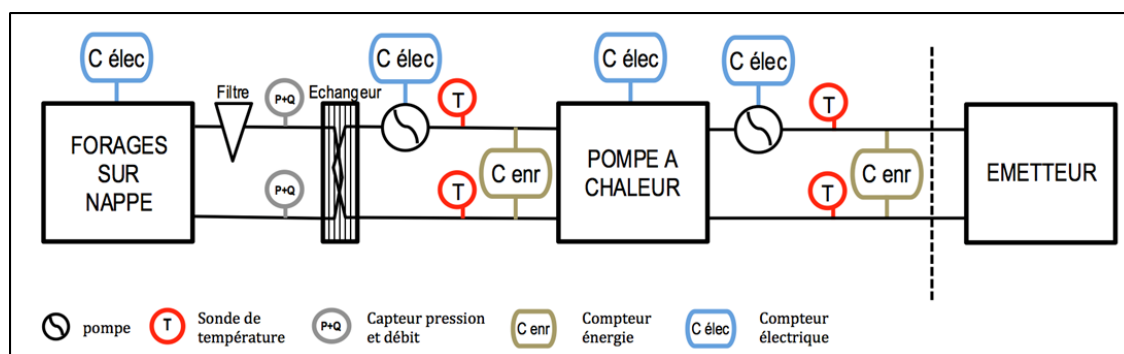 C élec
C élec
C élec
C élec
Filtre
P+Q
Echangeur
T
T
FORAGES
SUR
NAPPE
C enr
POMPE A
CHALEUR
C enr
EMETTEUR
P+Q
T
T
pompe
T
Sonde de
température
P+Q
Capteur pression
et débit
C enr
Compteur
énergie
C élec
Compteur
électrique